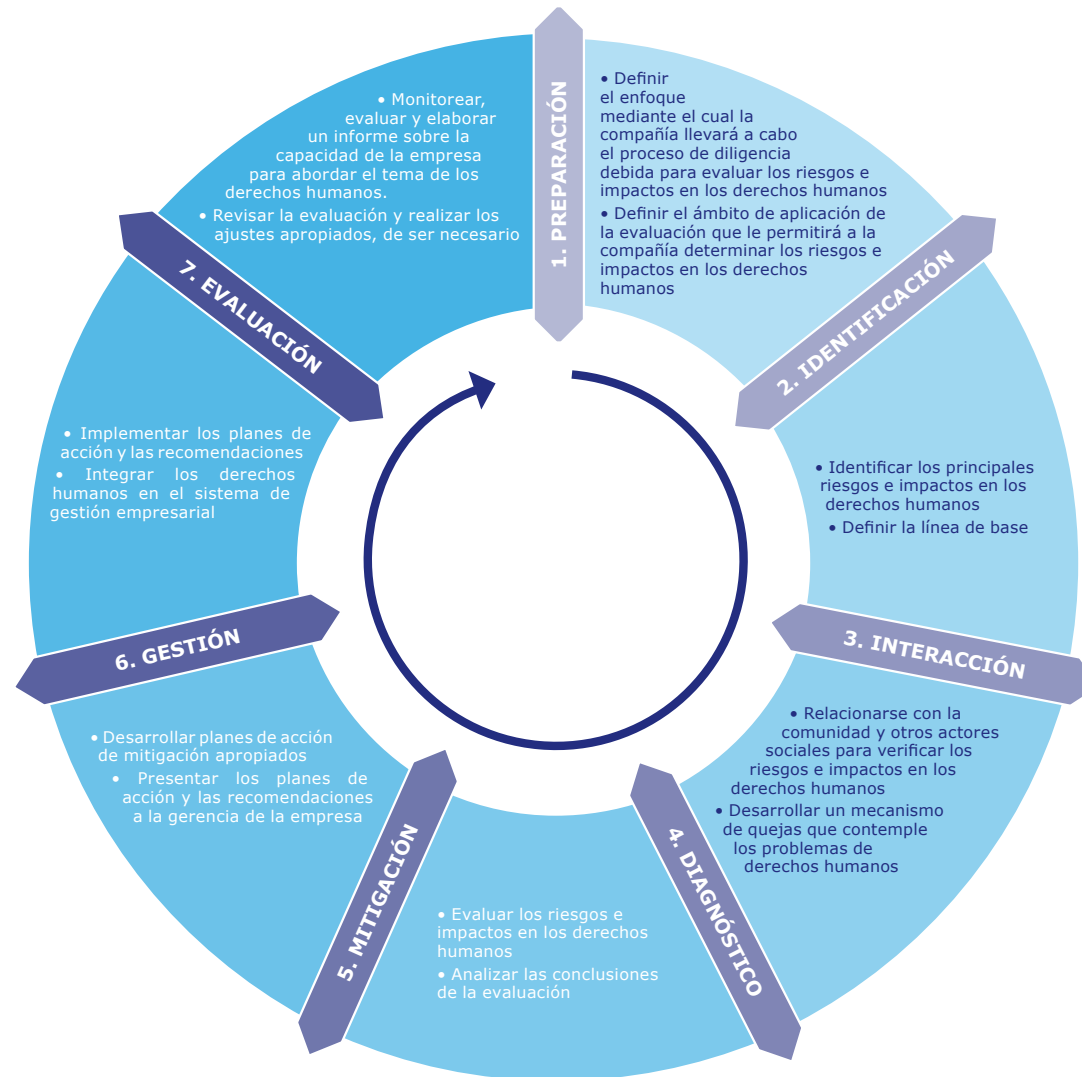 1. PREPARACIÓN
• Definir
el enfoque
mediante el cual la
compañía llevará a cabo
el proceso de diligencia
debida para evaluar los riesgos e
impactos en los derechos humanos
• Definir el ámbito de aplicación de
la evaluación que le permitirá a la
compañía determinar los riesgos e
impactos en los derechos
humanos
2. IDENTIFICACIÓN
• Identificar los principales
riesgos e impactos en los
derechos humanos
• Definir la línea de base
3. INTERACCIÓN
• Relacionarse con la
comunidad y otros actores
sociales para verificar los
riesgos e impactos en los
derechos humanos
• Desarrollar un mecanismo
de quejas que contemple
los problemas de
derechos humanos
4. DIAGNÓSTICO
• Evaluar los riesgos e
impactos en los derechos
humanos
• Analizar las conclusiones
de la evaluación
5. MITIGACIÓN
• Desarrollar planes de acción
de mitigación apropiados
• Presentar los planes de
acción y las recomendaciones
a la gerencia de la empresa
6. GESTIÓN
• Implementar los planes de
acción y las recomendaciones
• Integrar los derechos
humanos en el sistema de
gestión empresarial
7. EVALUACIÓN
• Monitorear,
evaluar y elaborar
un informe sobre la
capacidad de la empresa
para abordar el tema de los
derechos humanos.
• Revisar la evaluación y realizar los
ajustes apropiados, de ser necesario